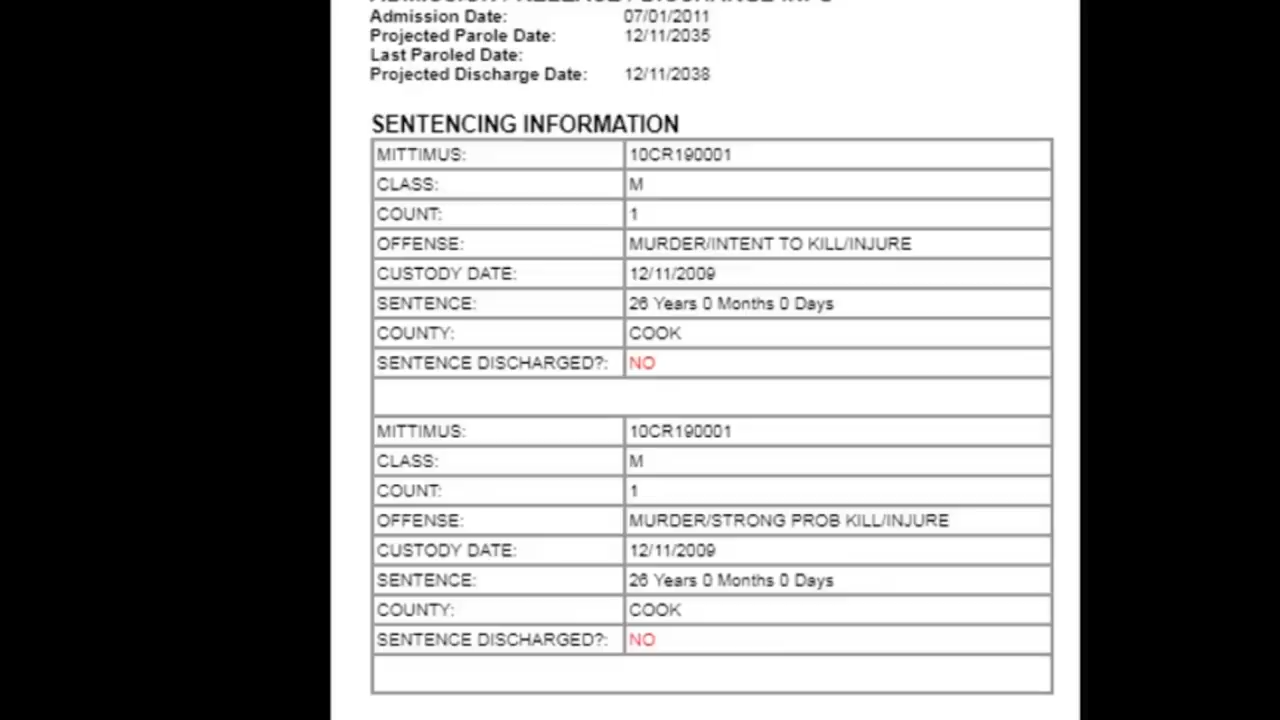 ADMISSION / RELEASE / DISCHARGE INFO
Admission Date: 07/01/2011
Projected Parole Date: 12/11/2035
Last Paroled Date:
Projected Discharge Date: 12/11/2038
SENTENCING INFORMATION
MITTIMUS: 10CR190001
CLASS: M
COUNT: 1
OFFENSE: MURDER/INTENT TO KILL/INJURE
CUSTODY DATE: 12/11/2009
SENTENCE: 26 Years 0 Months 0 Days
COUNTY: COOK
SENTENCE DISCHARGED?: NO
MITTIMUS: 10CR190001
CLASS: M
COUNT: 1
OFFENSE: MURDER/STRONG PROB KILL/INJURE
CUSTODY DATE: 12/11/2009
SENTENCE: 26 Years 0 Months 0 Days
COUNTY: COOK
SENTENCE DISCHARGED?: NO